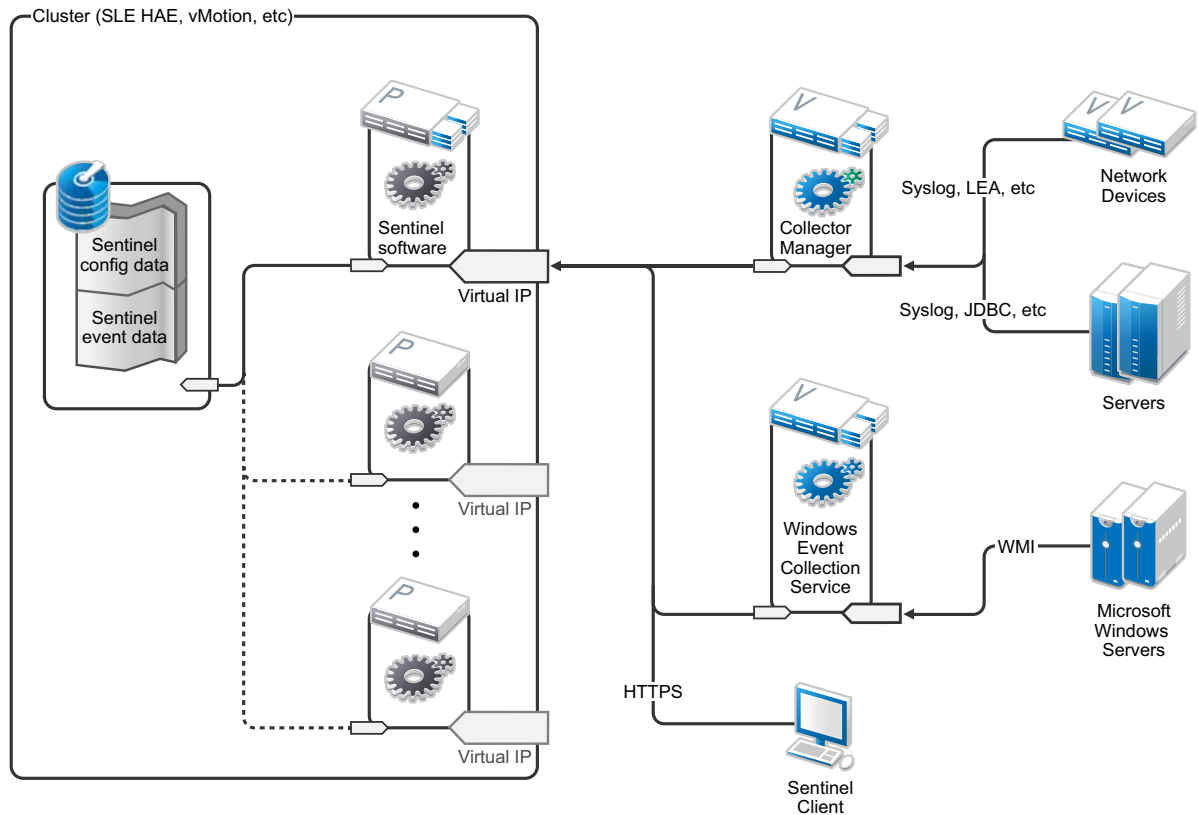 Cluster (SLE HAE, vMotion, etc)
P
Sentinel
software
Virtual IP
Sentinel
config data
Sentinel
event data
P
Virtual IP
P
Virtual IP
V
Collector
Manager
Syslog, LEA, etc
V
V
Network
Devices
Syslog, JDBC, etc
Servers
V
Windows
Event
Collection
Service
WMI
Microsoft
Windows
Servers
HTTPS
Sentinel
Client